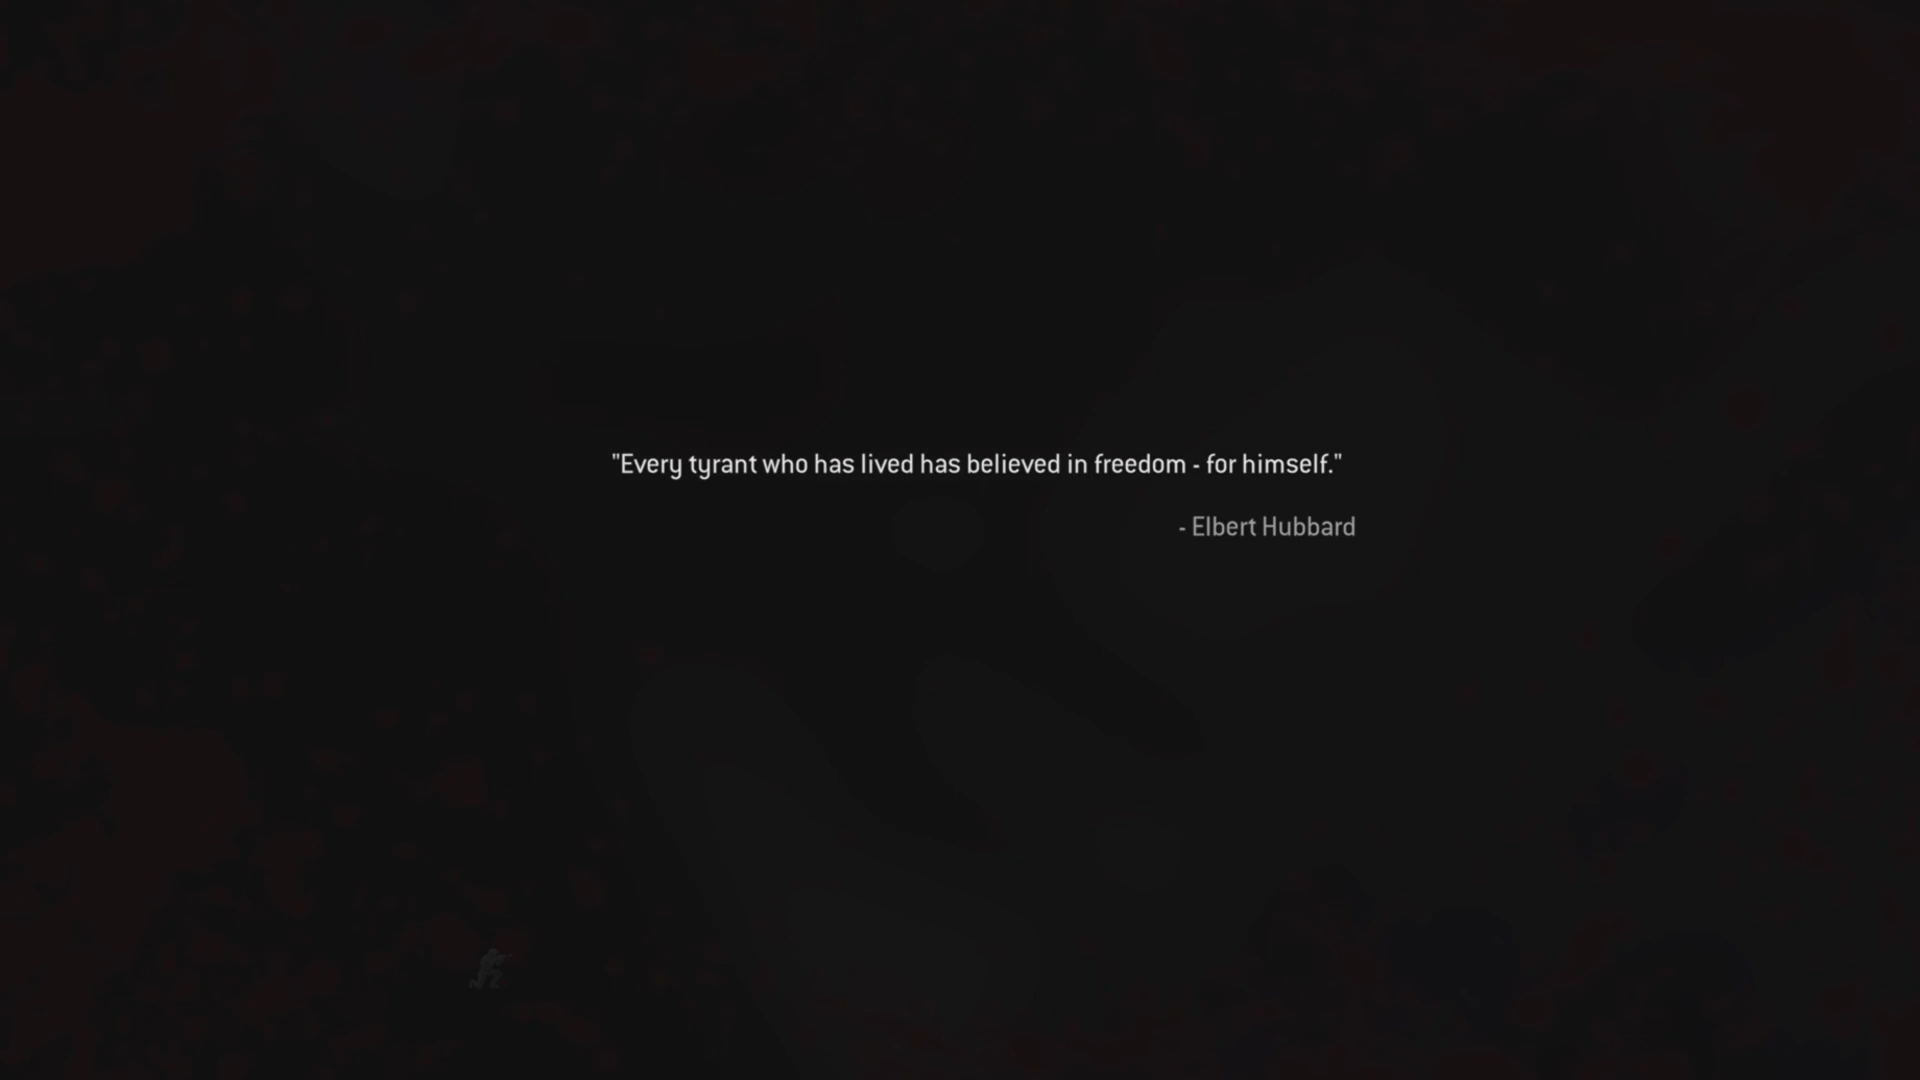 "Every tyrant who has lived has believed in freedom - for himself."
- Elbert Hubbard